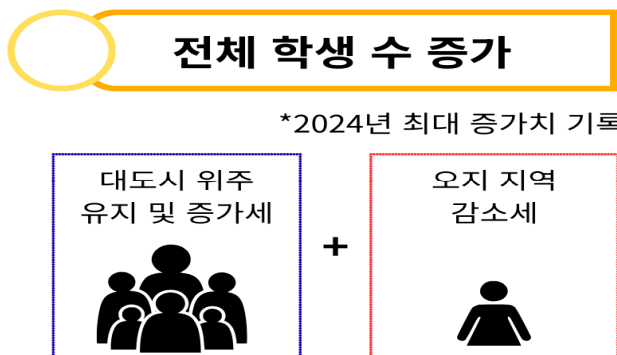 전체 학생 수 증가
*2024년 최대 증가치 기록
대도시 위주
유지 및 증가세
+
오지 지역
감소세